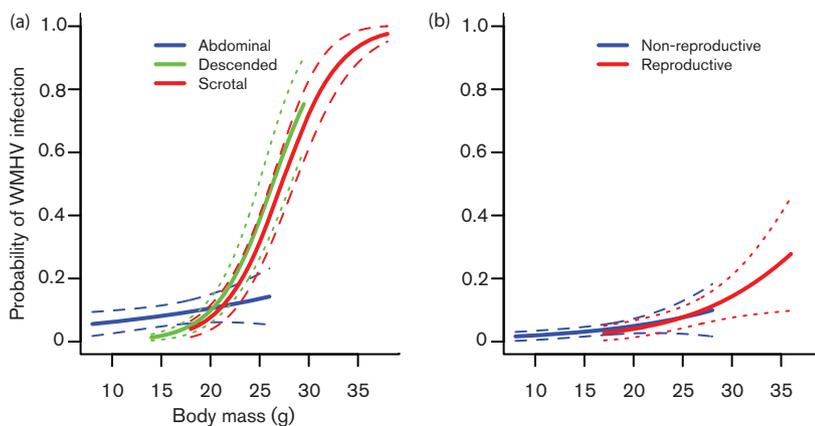 (a)
Probability of WMHV infection
1.0
0.8
0.6
0.4
0.2
0
Abdominal
Descended
Scrotal
10 15 20 25 30 35
Body mass (g)
(b)
1.0
0.8
0.6
0.4
0.2
0
Non-reproductive
Reproductive
10 15 20 25 30 35